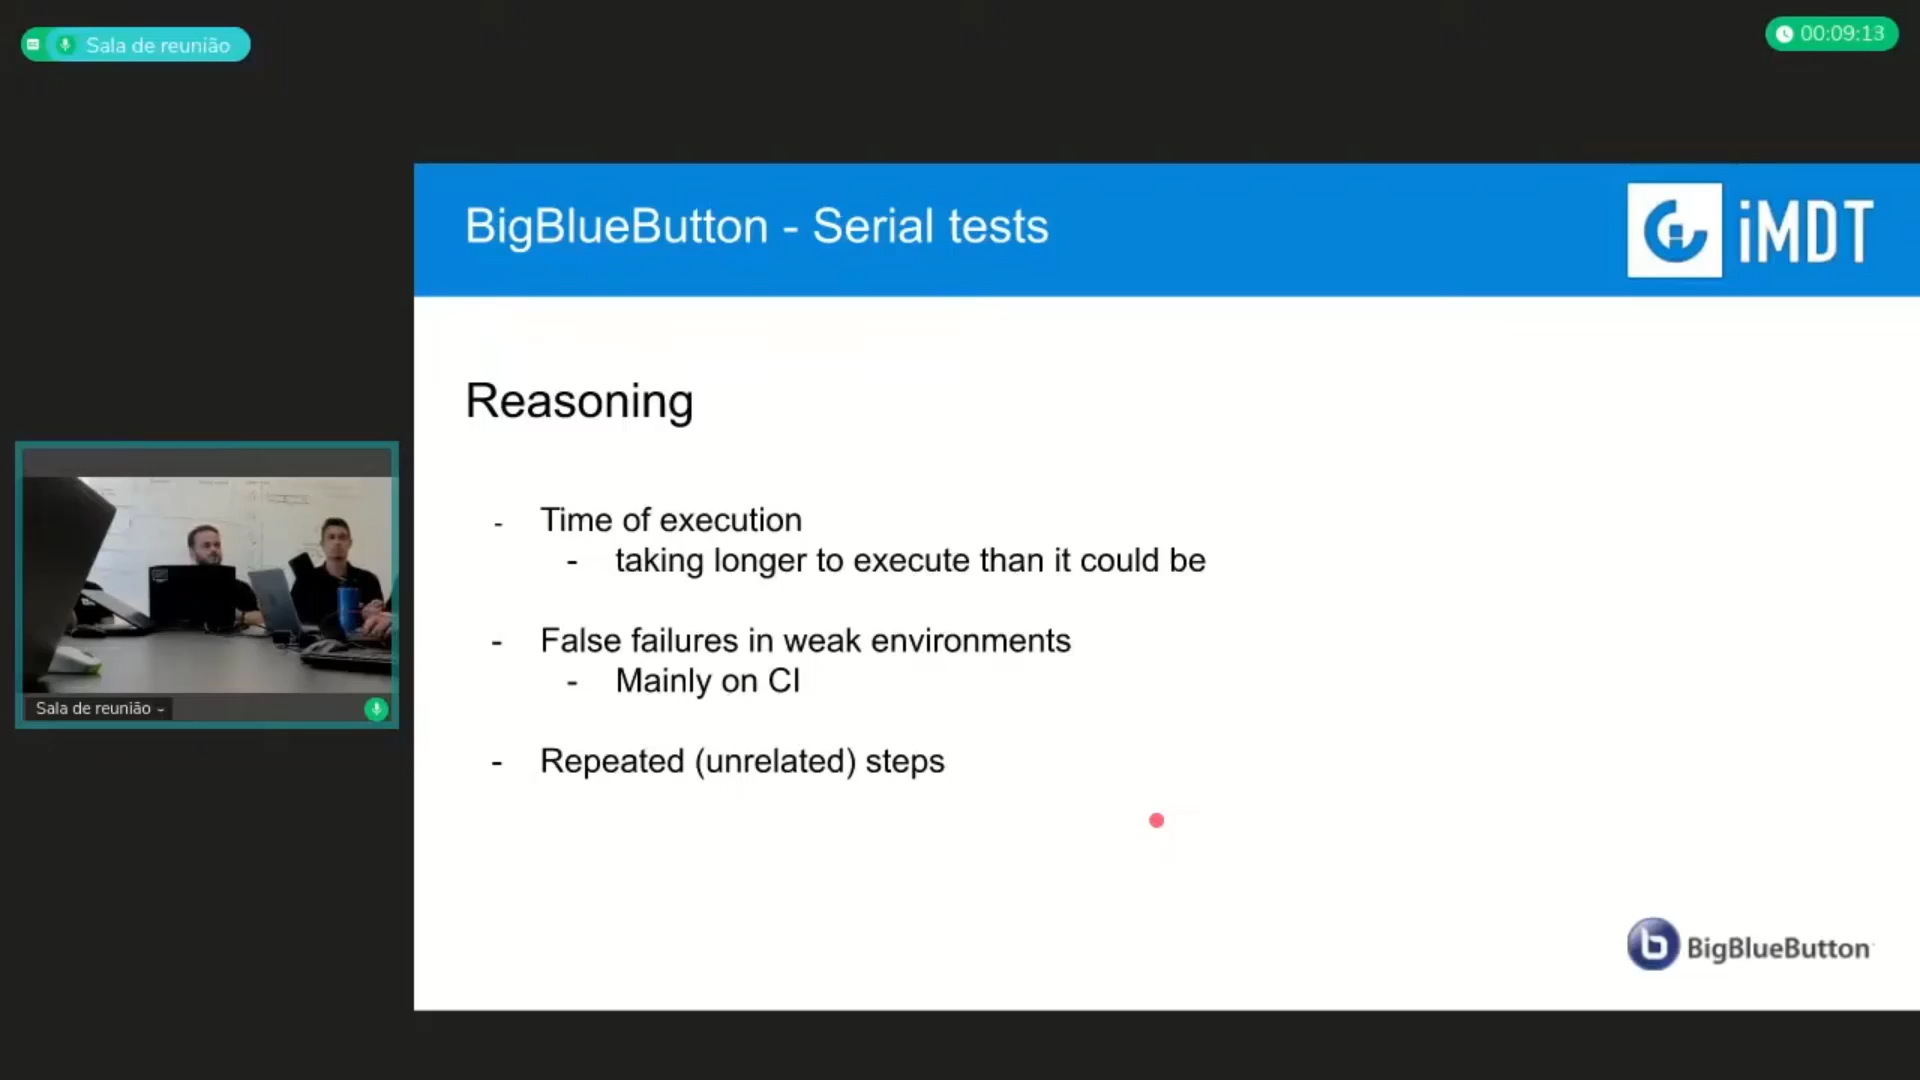 Sala de reunião
00:09:13
BigBlueButton - Serial tests
iMDT
Reasoning
- Time of execution
- taking longer to execute than it could be
- False failures in weak environments
- Mainly on CI
- Repeated (unrelated) steps
Sala de reunião
BigBlueButton